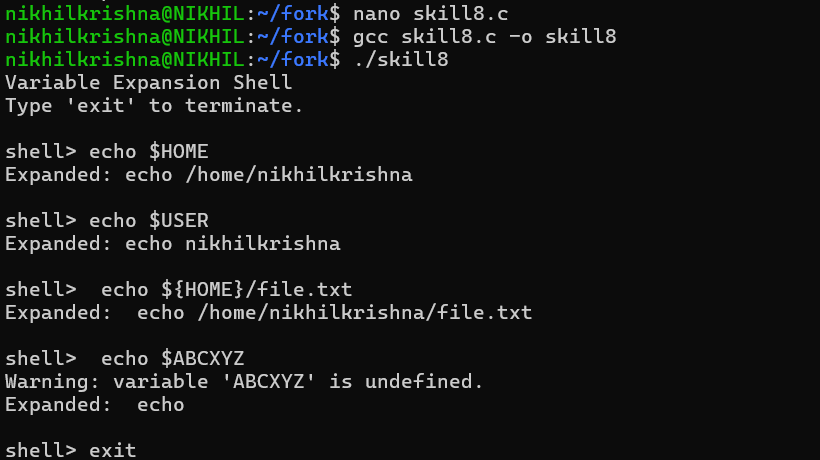 nikhilkrishna@NIKHIL:~/fork$ nano skill8.c
nikhilkrishna@NIKHIL:~/fork$ gcc skill8.c -o skill8
nikhilkrishna@NIKHIL:~/fork$ ./skill8
Variable Expansion Shell
Type 'exit' to terminate.

shell> echo $HOME
Expanded: echo /home/nikhilkrishna

shell> echo $USER
Expanded: echo nikhilkrishna

shell>  echo ${HOME}/file.txt
Expanded:  echo /home/nikhilkrishna/file.txt

shell>  echo $ABCXYZ
Warning: variable 'ABCXYZ' is undefined.
Expanded:  echo

shell> exit